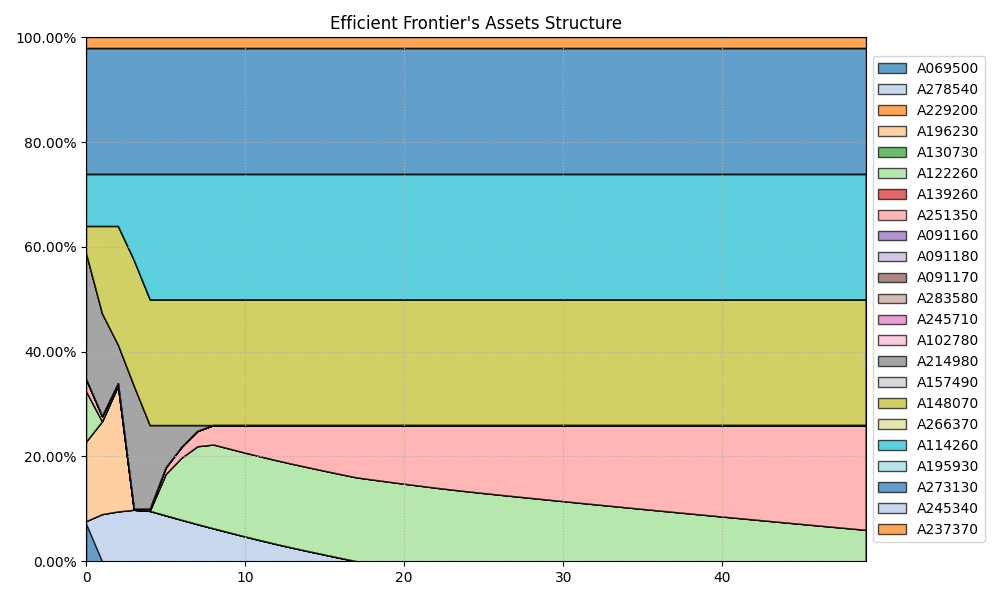 Efficient Frontier's Assets Structure
100.00%
80.00%
60.00%
40.00%
20.00%
0.00%
0
10
20
30
40
A069500
A278540
A229200
A196230
A130730
A122260
A139260
A251350
A091160
A091180
A091170
A283580
A245710
A102780
A214980
A157490
A148070
A266370
A114260
A195930
A273130
A245340
A237370